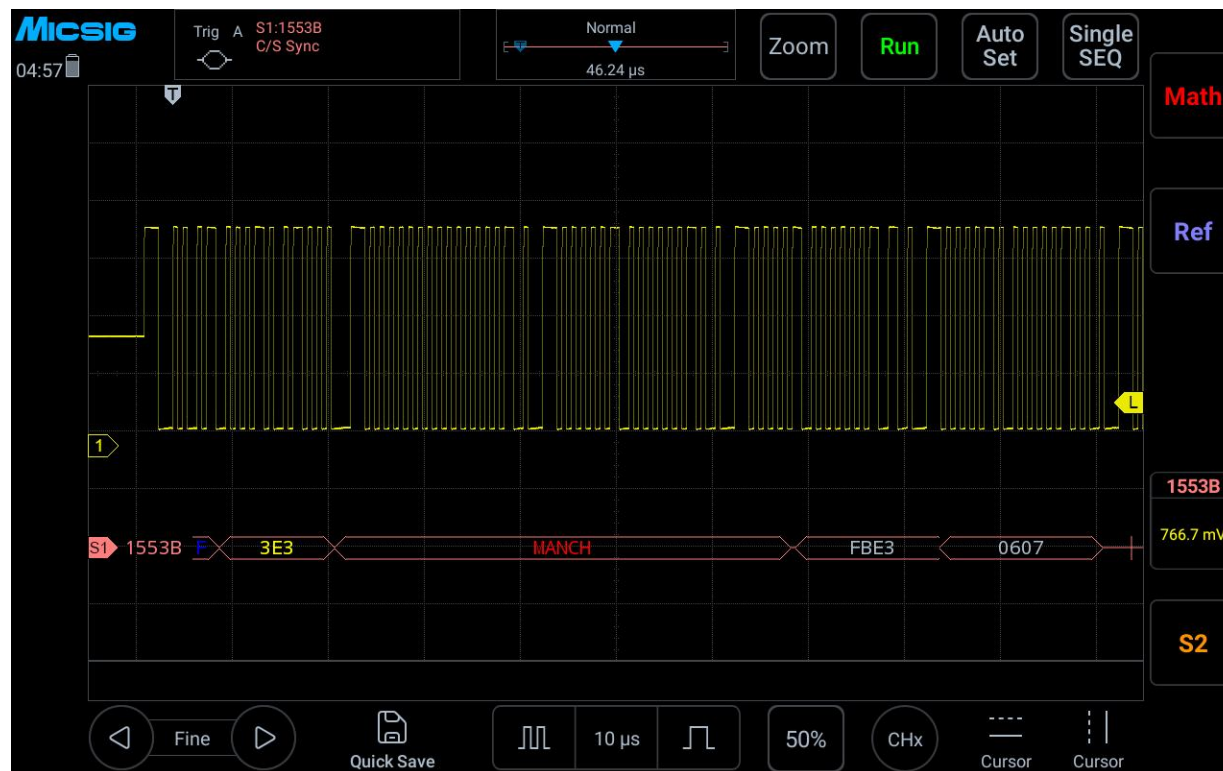 MICSIG
04:57
Trig A S1:1553B
C/S Sync
Normal
46.24 µs
Zoom
Run
Auto
Set
Single
SEQ
T
Math
Ref
L
1
1553B
766.7 mV
S1 1553B F 3E3 MANCH FBE3 0607
S2
Fine
Quick Save
10 µs
50%
CHx
Cursor
Cursor